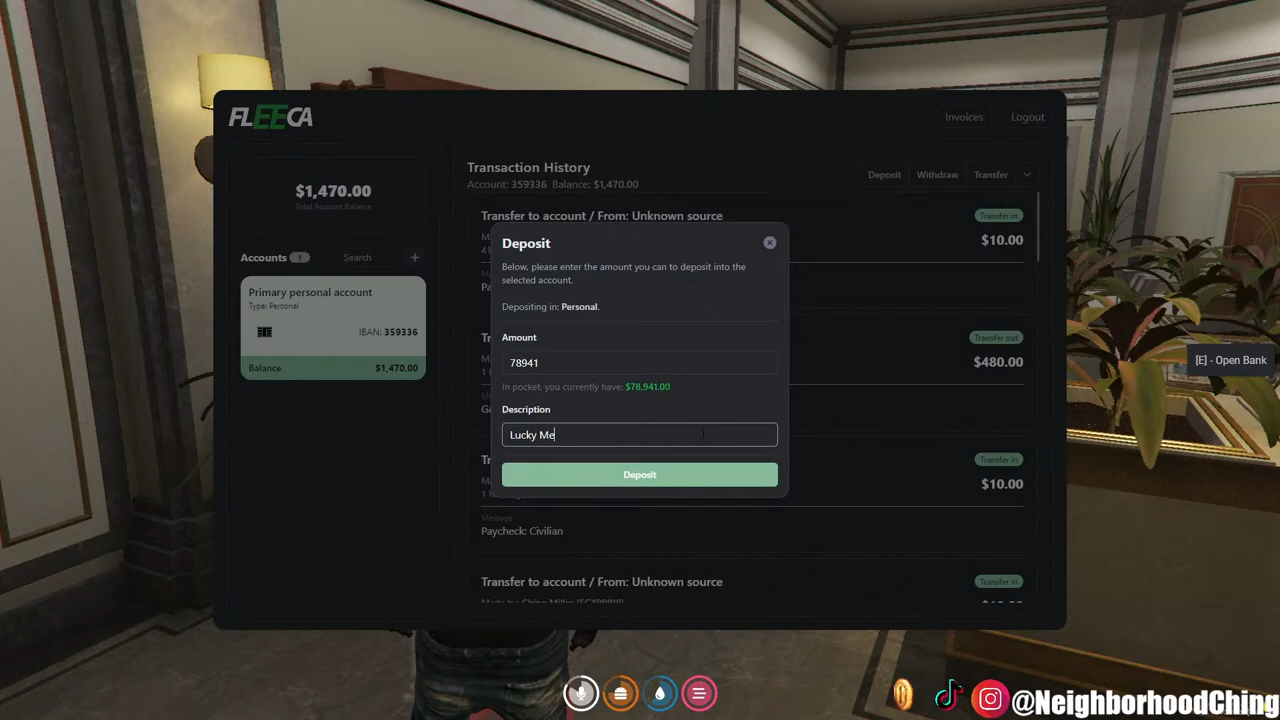 FLEECA
Invoices
Logout
$1,470.00
Total Account Balance
Accounts 1
Search
Primary personal account
Type: Personal
IBAN: 359336
Balance
$1,470.00
Transaction History
Account: 359336 Balance: $1,470.00
Deposit
Withdraw
Transfer
Transfer to account / From: Unknown source
Transfer in
$10.00
Deposit
Below, please enter the amount you can to deposit into the
selected account.
Depositing in: Personal.
Amount
78941
In pocket, you currently have: $78,941.00
Description
Lucky Me
Deposit
Transfer out
$480.00
Transfer in
$10.00
Message
Paycheck: Civilian
Transfer to account / From: Unknown source
Transfer in
[E] - Open Bank
@NeighborhoodChing